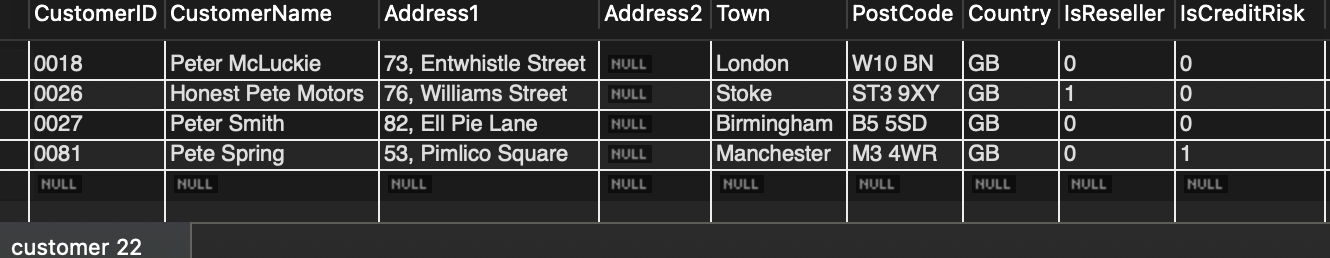 CustomerID CustomerName Address1 Address2 Town PostCode Country IsReseller IsCreditRisk
0018 Peter McLuckie 73, Entwhistle Street NULL London W10 BN GB 0 0
0026 Honest Pete Motors 76, Williams Street NULL Stoke ST3 9XY GB 1 0
0027 Peter Smith 82, Ell Pie Lane NULL Birmingham B5 5SD GB 0 0
0081 Pete Spring 53, Pimlico Square NULL Manchester M3 4WR GB 0 1
NULL NULL NULL NULL NULL NULL NULL NULL NULL
customer 22